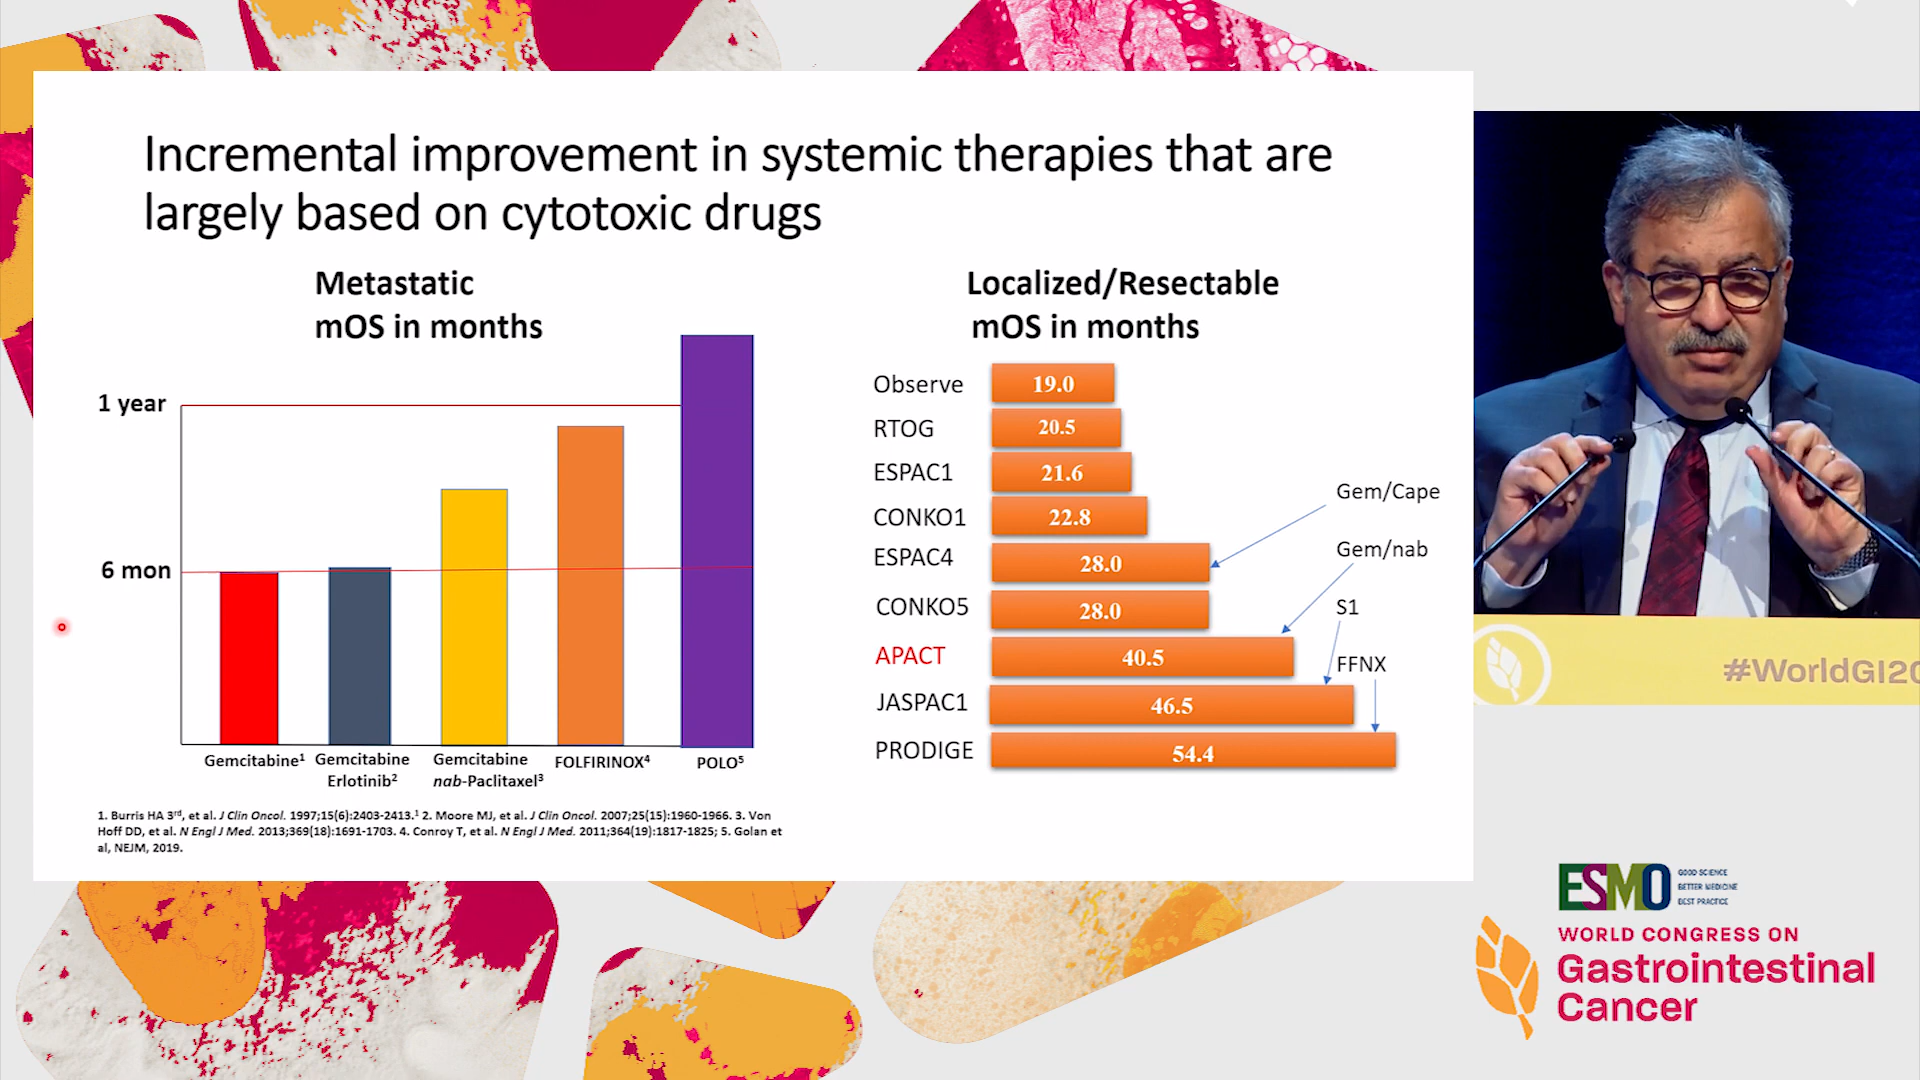 Incremental improvement in systemic therapies that are
largely based on cytotoxic drugs
Metastatic
mOS in months
1 year
6 mon
Gemcitabine¹
Gemcitabine
Erlotinib²
Gemcitabine
nab-Paclitaxel³
FOLFIRINOX⁴
POLO⁵
1. Burris HA 3rd, et al. J Clin Oncol. 1997;15(6):2403-2413.¹ 2. Moore MJ, et al. J Clin Oncol. 2007;25(15):1960-1966. 3. Von
Hoff DD, et al. N Engl J Med. 2013;369(18):1691-1703. 4. Conroy T, et al. N Engl J Med. 2011;364(19):1817-1825; 5. Golan et
al, NEJM, 2019.
Localized/Resectable
mOS in months
Observe 19.0
RTOG 20.5
ESPAC1 21.6
CONKO1 22.8
ESPAC4 28.0
CONKO5 28.0
APACT 40.5
JASPAC1 46.5
PRODIGE 54.4
Gem/Cape
Gem/nab
S1
FFNX
#WorldGI20
ESMO
GOOD SCIENCE
BETTER MEDICINE
BEST PRACTICE
WORLD CONGRESS ON
Gastrointestinal
Cancer